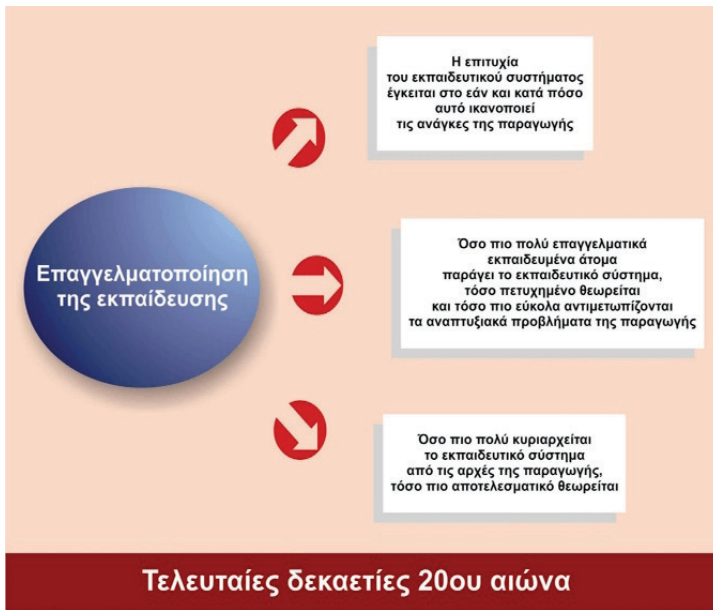 Η επιτυχία
του εκπαιδευτικού συστήματος
έγκειται στο εάν και κατά πόσο
αυτό ικανοποιεί
τις ανάγκες της παραγωγής
Επαγγελματοποίηση
της εκπαίδευσης
Όσο πιο πολύ επαγγελματικά
εκπαιδευμένα άτομα
παράγει το εκπαιδευτικό σύστημα,
τόσο πετυχημένο θεωρείται
και τόσο πιο εύκολα αντιμετωπίζονται
τα αναπτυξιακά προβλήματα της παραγωγής
Όσο πιο πολύ κυριαρχείται
το εκπαιδευτικό σύστημα
από τις αρχές της παραγωγής,
τόσο πιο αποτελεσματικό θεωρείται
Τελευταίες δεκαετίες 20ου αιώνα